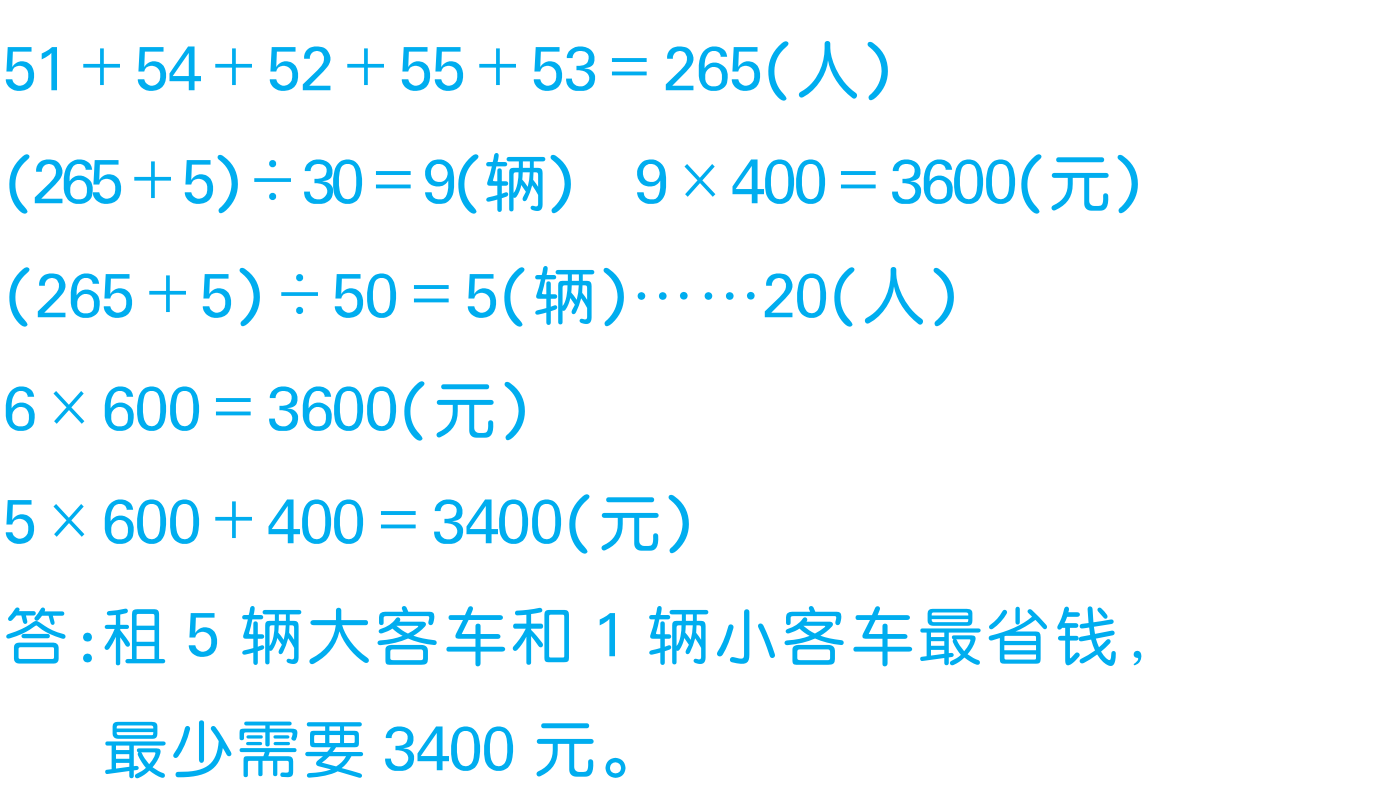 51+54+52+55+53=265(人)
(265+5)÷30=9(辆) 9×400=3600(元)
(265+5)÷50=5(辆)……20(人)
6×600=3600(元)
5×600+400=3400(元)
答:租 5 辆大客车和 1 辆小客车最省钱,
最少需要 3400 元。